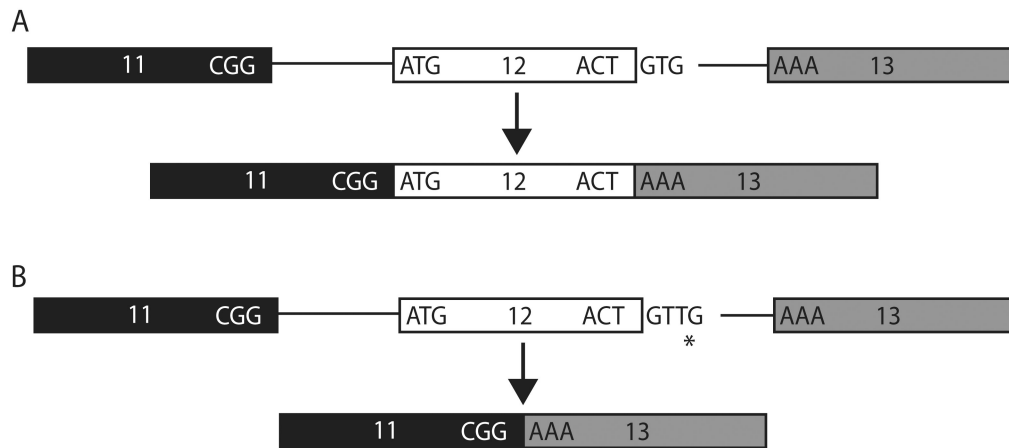 A
11 CGG ATG 12 ACT GTG AAA 13
11 CGG ATG 12 ACT AAA 13
B
11 CGG ATG 12 ACT GTTG AAA 13
*
11 CGG AAA 13